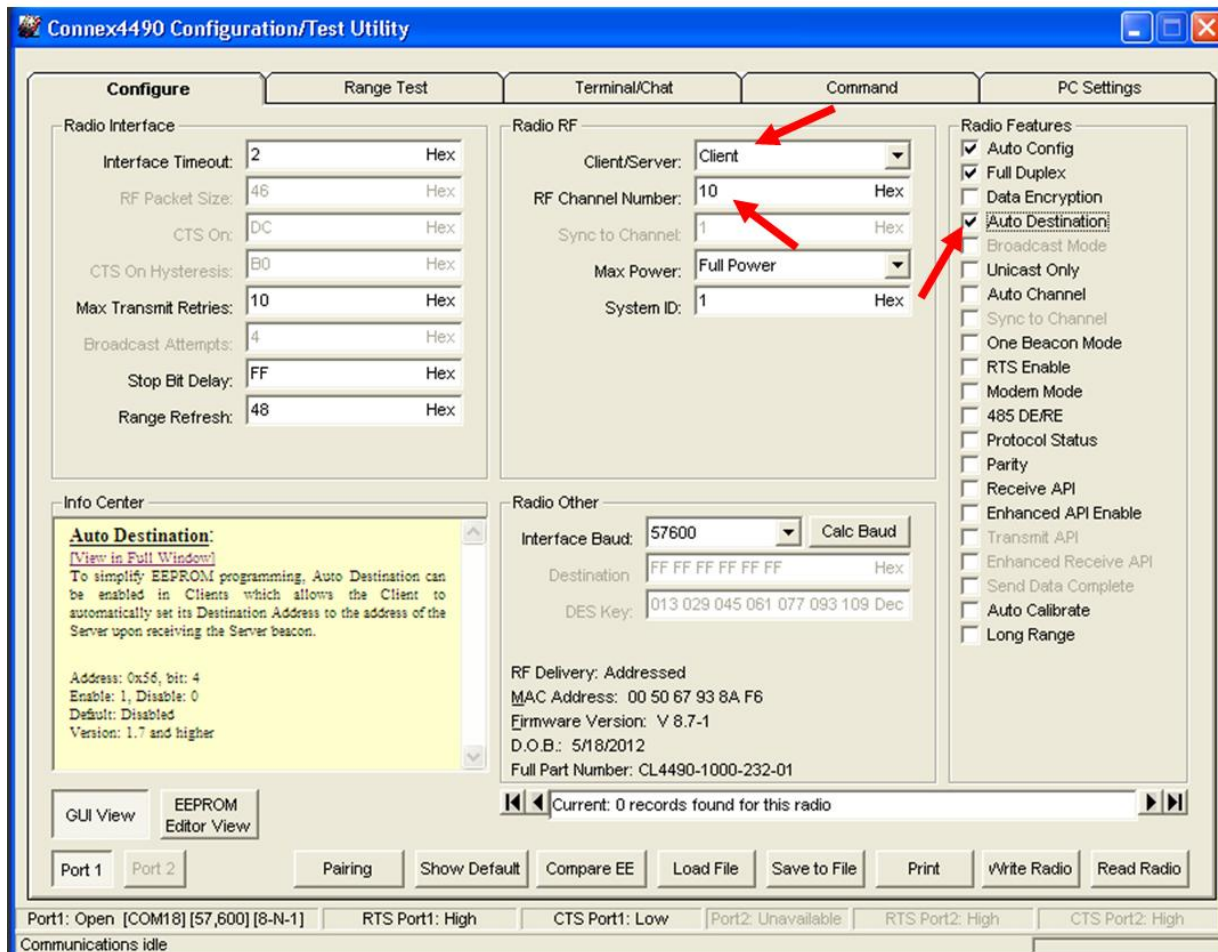 Connex4490 Configuration/Test Utility
Configure
Range Test
Terminal/Chat
Command
PC Settings
Radio Interface
Interface Timeout: 2 Hex
RF Packet Size: 46 Hex
CTS On: DC Hex
CTS On Hysteresis: B0 Hex
Max Transmit Retries: 10 Hex
Broadcast Attempts: 4 Hex
Stop Bit Delay: FF Hex
Range Refresh: 48 Hex
Radio RF
Client/Server: Client
RF Channel Number: 10 Hex
Sync to Channel: 1 Hex
Max Power: Full Power
System ID: 1 Hex
Radio Features
Auto Config
Full Duplex
Data Encryption
Auto Destination
Broadcast Mode
Unicast Only
Auto Channel
Sync to Channel
One Beacon Mode
RTS Enable
Modem Mode
485 DE/RE
Protocol Status
Parity
Receive API
Enhanced API Enable
Transmit API
Enhanced Receive API
Send Data Complete
Auto Calibrate
Long Range
Info Center
Auto Destination:
[View in Full Window]
To simplify EEPROM programming, Auto Destination can
be enabled in Clients which allows the Client to
automatically set its Destination Address to the address of the
Server upon receiving the Server beacon.
Address: 0x56, bit: 4
Enable: 1, Disable: 0
Default: Disabled
Version: 1.7 and higher
Radio Other
Interface Baud: 57600 Calc Baud
Destination FF FF FF FF FF FF Hex
DES Key: 013 029 045 061 077 093 109 Dec
RF Delivery: Addressed
MAC Address: 00 50 67 93 8A F6
Firmware Version: V 8.7-1
D.O.B.: 5/18/2012
Full Part Number: CL4490-1000-232-01
Current: 0 records found for this radio
GUI View
EEPROM
Editor View
Port 1
Port 2
Pairing
Show Default
Compare EE
Load File
Save to File
Print
Write Radio
Read Radio
Port1: Open [COM18] [57,600] [8-N-1]
RTS Port1: High
CTS Port1: Low
Port2: Unavailable
RTS Port2: High
CTS Port2: High
Communications idle